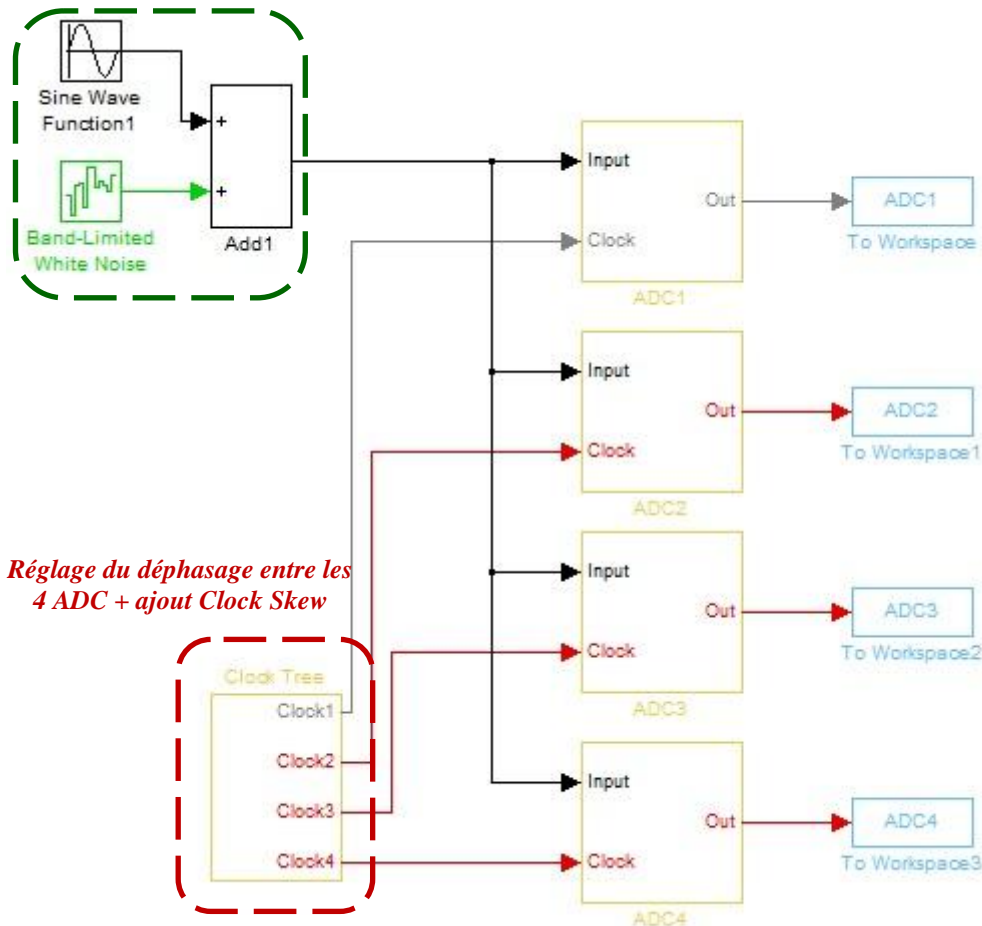 Sine Wave
Function1
+
+
Add1
Band-Limited
White Noise
Input
Out
Clock
ADC1
ADC1
To Workspace
Input
Out
Clock
ADC2
ADC2
To Workspace1
Réglage du déphasage entre les
4 ADC + ajout Clock Skew
Input
Out
Clock
ADC3
ADC3
To Workspace2
Clock Tree
Clock1
Clock2
Clock3
Clock4
Input
Out
Clock
ADC4
ADC4
To Workspace3